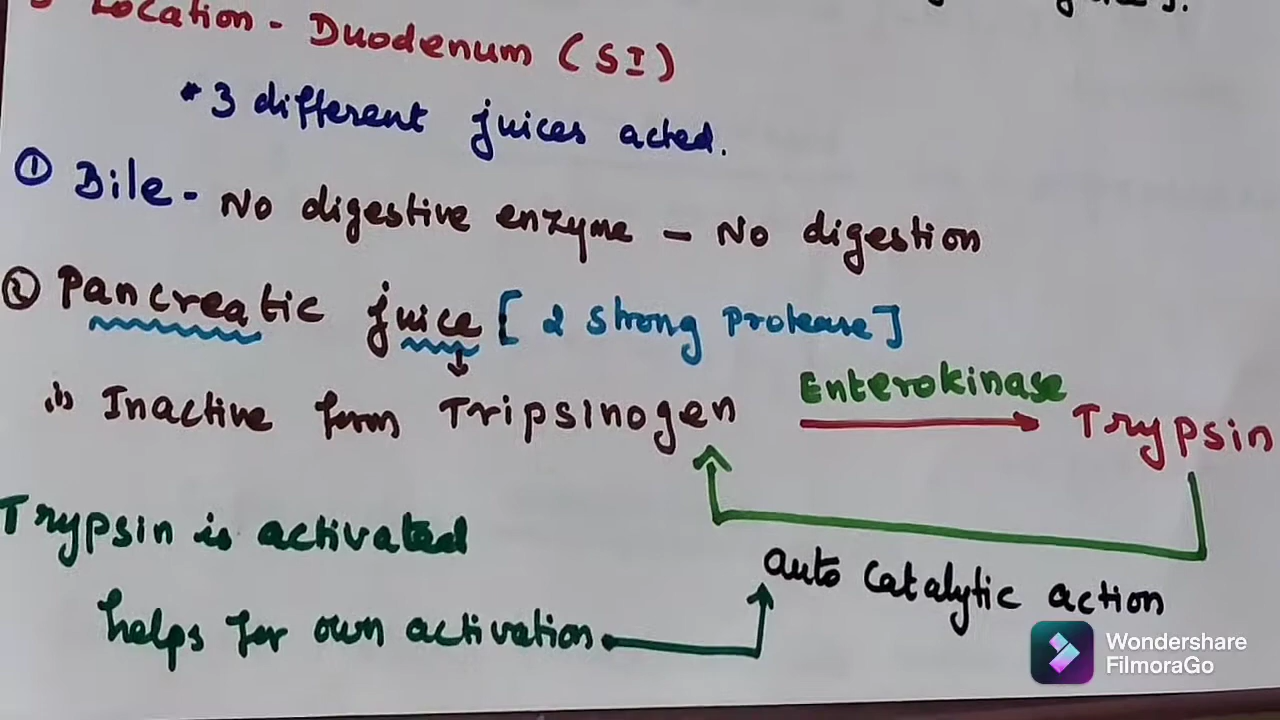 Location - Duodenum (SI)
* 3 different juices acted.
① Bile - No digestive enzyme - No digestion
② Pancreatic juice [2 strong Protease]
Enterokinase
Inactive form Tripsinogen → Trypsin
Trypsin is activated
auto catalytic action
helps for own activation
Wondershare
FilmoraGo